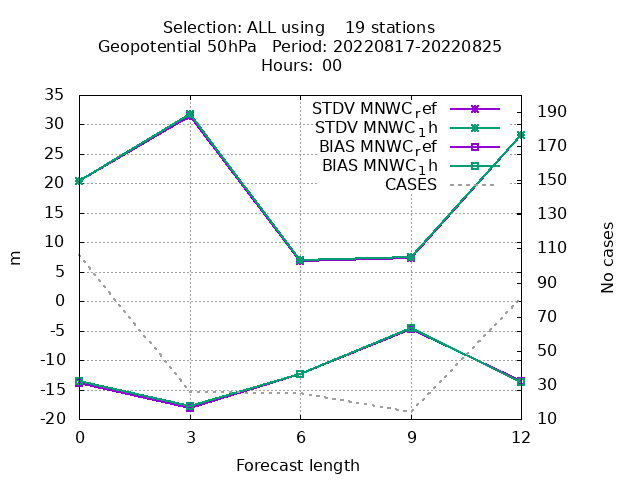 Selection: ALL using 19 stations
Geopotential 50hPa Period: 20220817-20220825
Hours: 00
STDV MNWC_ref
STDV MNWC_1h
BIAS MNWC_ref
BIAS MNWC_1h
CASES
35
30
25
20
15
10
5
0
-5
-10
-15
-20
m
190
170
150
130
110
90
70
50
30
10
No cases
0 3 6 9 12
Forecast length